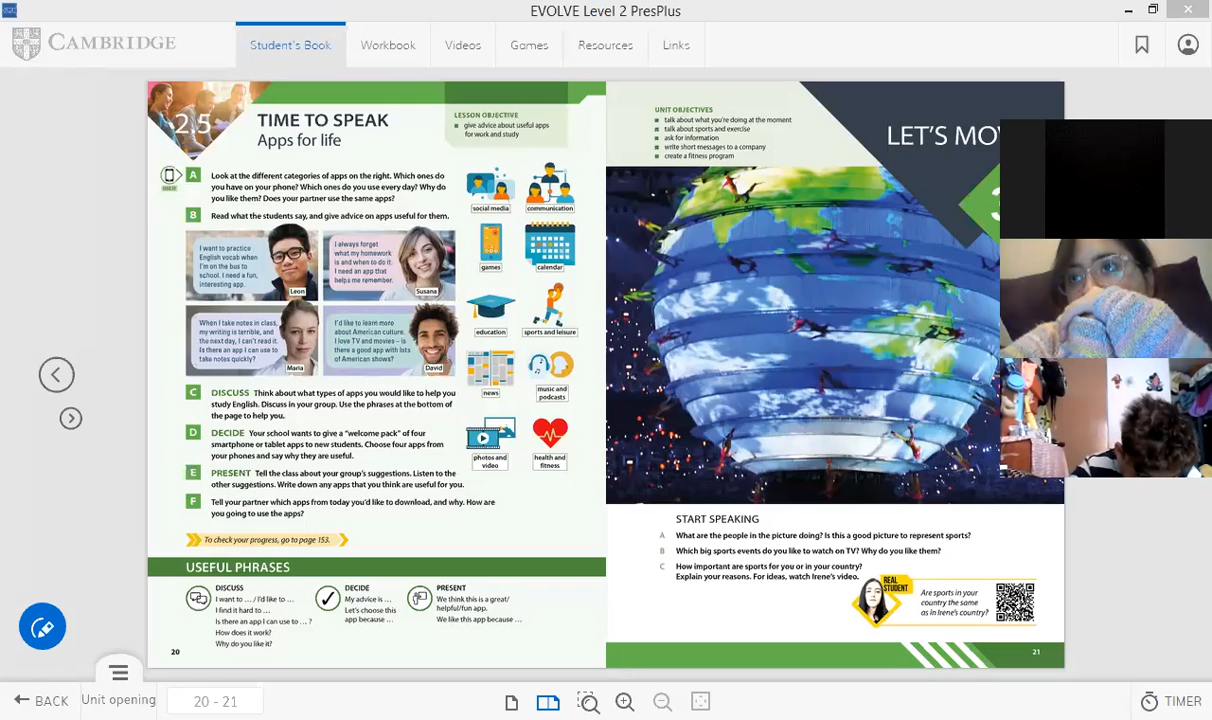 EVOLVE Level 2 PresPlus
CAMBRIDGE
Student's Book
Workbook
Videos
Games
Resources
Links
2.5
TIME TO SPEAK
Apps for life
LESSON OBJECTIVE
give advice about useful apps
for work and study
A Look at the different categories of apps on the right. Which ones do
you have on your phone? Which ones do you use every day? Why do
you like them? Does your partner use the same apps?
B Read what the students say, and give advice on apps useful for them.
I want to practice
English vocab when
I'm on the bus to
school. I need a fun,
interesting app.
Leon
I always forget
what my homework
is and when to do it.
I need an app that
helps me remember.
Susana
When I take notes in class,
my writing is terrible, and
the next day, I can't read it.
Is there an app I can use to
take notes quickly?
Maria
I'd like to learn more
about American culture.
I love TV and movies – is
there a good app with lots
of American shows?
David
social media
communication
games
calendar
education
sports and leisure
news
music and
podcasts
photos and
video
health and
fitness
C DISCUSS Think about what types of apps you would like to help you
study English. Discuss in your group. Use the phrases at the bottom of
the page to help you.
D DECIDE Your school wants to give a "welcome pack" of four
smartphone or tablet apps to new students. Choose four apps from
your phones and say why they are useful.
E PRESENT Tell the class about your group's suggestions. Listen to the
other suggestions. Write down any apps that you think are useful for you.
F Tell your partner which apps from today you'd like to download, and why. How are
you going to use the apps?
To check your progress, go to page 153.
USEFUL PHRASES
DISCUSS
I want to … / I'd like to …
I find it hard to …
Is there an app I can use to … ?
How does it work?
Why do you like it?
DECIDE
My advice is …
Let's choose this
app because …
PRESENT
We think this is a great/
helpful/fun app.
We like this app because …
20
UNIT OBJECTIVES
talk about what you're doing at the moment
talk about sports and exercise
ask for information
write short messages to a company
create a fitness program
LET'S MO
START SPEAKING
A What are the people in the picture doing? Is this a good picture to represent sports?
B Which big sports events do you like to watch on TV? Why do you like them?
C How important are sports for you or in your country?
Explain your reasons. For ideas, watch Irene's video.
REAL
STUDENT
Are sports in your
country the same
as in Irene's country?
21
BACK
Unit opening
20 - 21
TIMER